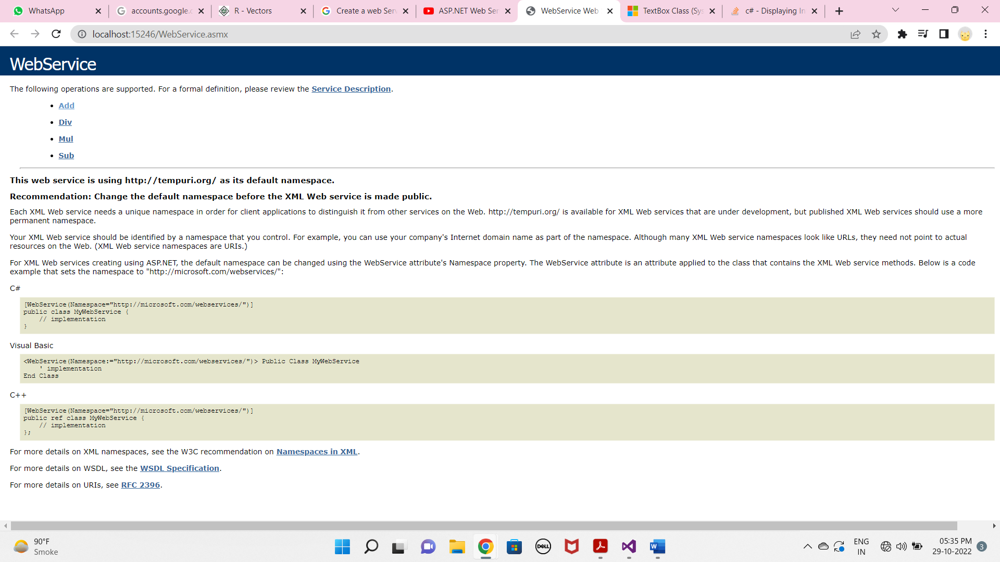 WhatsApp
accounts.google.c
R - Vectors
Create a web Serv
ASP.NET Web Ser
WebService Web
TextBox Class (Sys
c# - Displaying In
localhost:15246/WebService.asmx
WebService
The following operations are supported. For a formal definition, please review the Service Description.
• Add
• Div
• Mul
• Sub
This web service is using http://tempuri.org/ as its default namespace.
Recommendation: Change the default namespace before the XML Web service is made public.
Each XML Web service needs a unique namespace in order for client applications to distinguish it from other services on the Web. http://tempuri.org/ is available for XML Web services that are under development, but published XML Web services should use a more
permanent namespace.
Your XML Web service should be identified by a namespace that you control. For example, you can use your company's Internet domain name as part of the namespace. Although many XML Web service namespaces look like URLs, they need not point to actual
resources on the Web. (XML Web service namespaces are URIs.)
For XML Web services creating using ASP.NET, the default namespace can be changed using the WebService attribute's Namespace property. The WebService attribute is an attribute applied to the class that contains the XML Web service methods. Below is a code
example that sets the namespace to "http://microsoft.com/webservices/":
C#
[WebService(Namespace="http://microsoft.com/webservices/")]
public class MyWebService {
    // implementation
}
Visual Basic
<WebService(Namespace:="http://microsoft.com/webservices/")> Public Class MyWebService
    ' implementation
End Class
C++
[WebService(Namespace="http://microsoft.com/webservices/")]
public ref class MyWebService {
    // implementation
};
For more details on XML namespaces, see the W3C recommendation on Namespaces in XML.
For more details on WSDL, see the WSDL Specification.
For more details on URIs, see RFC 2396.
90°F
Smoke
DELL
W
ENG
IN
05:35 PM
29-10-2022
3